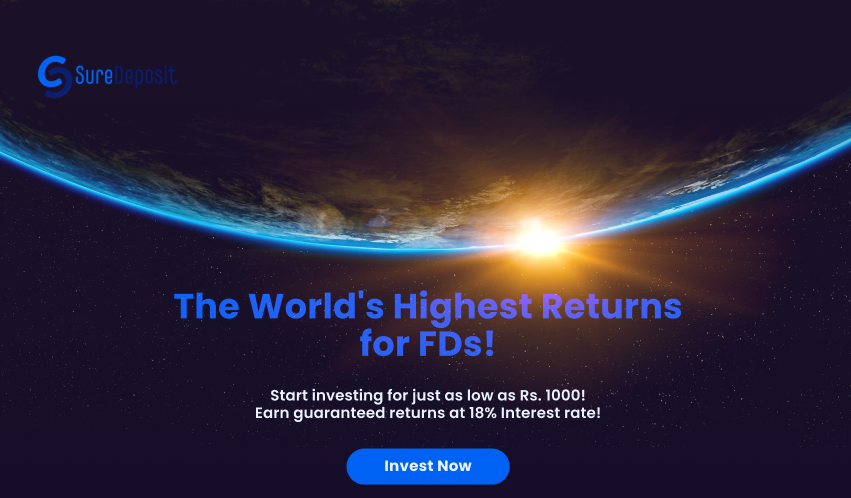 SureDeposit
The World's Highest Returns
for FDs!
Start investing for just as low as Rs. 1000!
Earn guaranteed returns at 18% Interest rate!
Invest Now